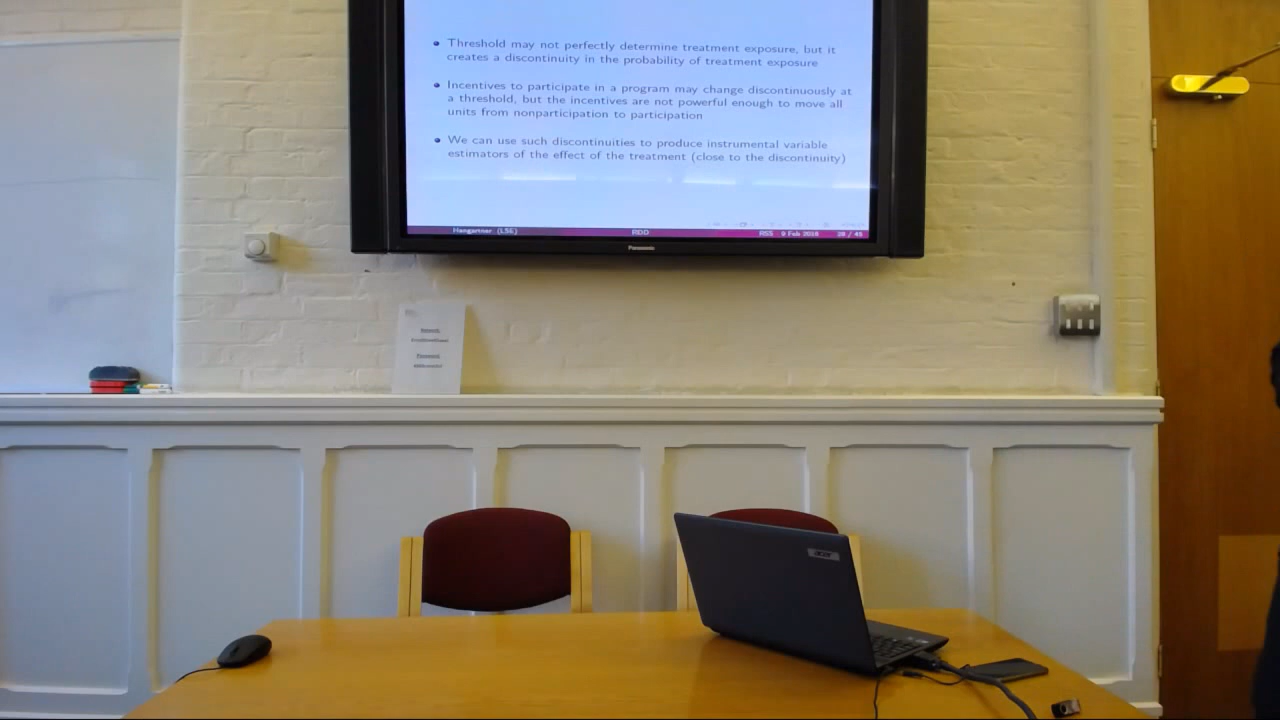 Threshold may not perfectly determine treatment exposure, but it
creates a discontinuity in the probability of treatment exposure
Incentives to participate in a program may change discontinuously at
a threshold, but the incentives are not powerful enough to move all
units from nonparticipation to participation
We can use such discontinuities to produce instrumental variable
estimators of the effect of the treatment (close to the discontinuity)
Hangartner (LSE) RDD RSS 9 Feb 2016 28 / 45
Panasonic
acer